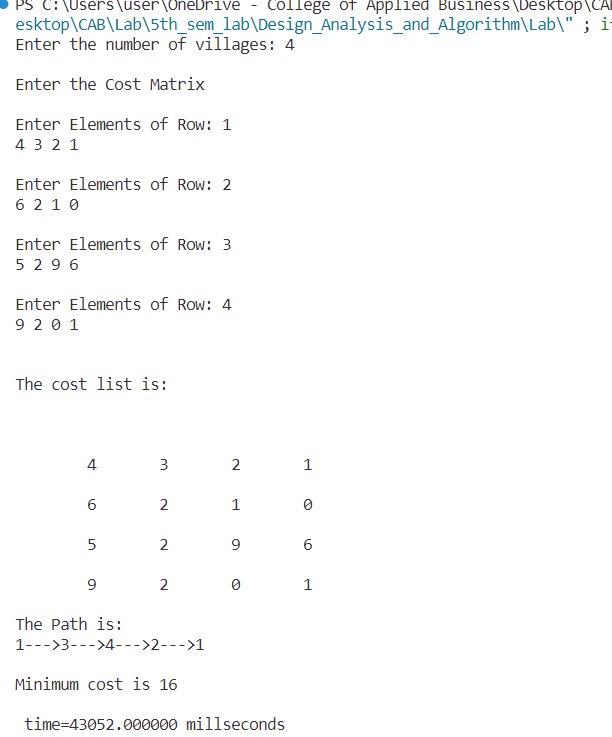 PS C:\Users\user\OneDrive - College of Applied Business\Desktop\CA
esktop\CAB\Lab\5th_sem_lab\Design_Analysis_and_Algorithm\Lab\" ; i
Enter the number of villages: 4
Enter the Cost Matrix
Enter Elements of Row: 1
4 3 2 1
Enter Elements of Row: 2
6 2 1 0
Enter Elements of Row: 3
5 2 9 6
Enter Elements of Row: 4
9 2 0 1
The cost list is:
4 3 2 1
6 2 1 0
5 2 9 6
9 2 0 1
The Path is:
1--->3--->4--->2--->1
Minimum cost is 16
time=43052.000000 millseconds